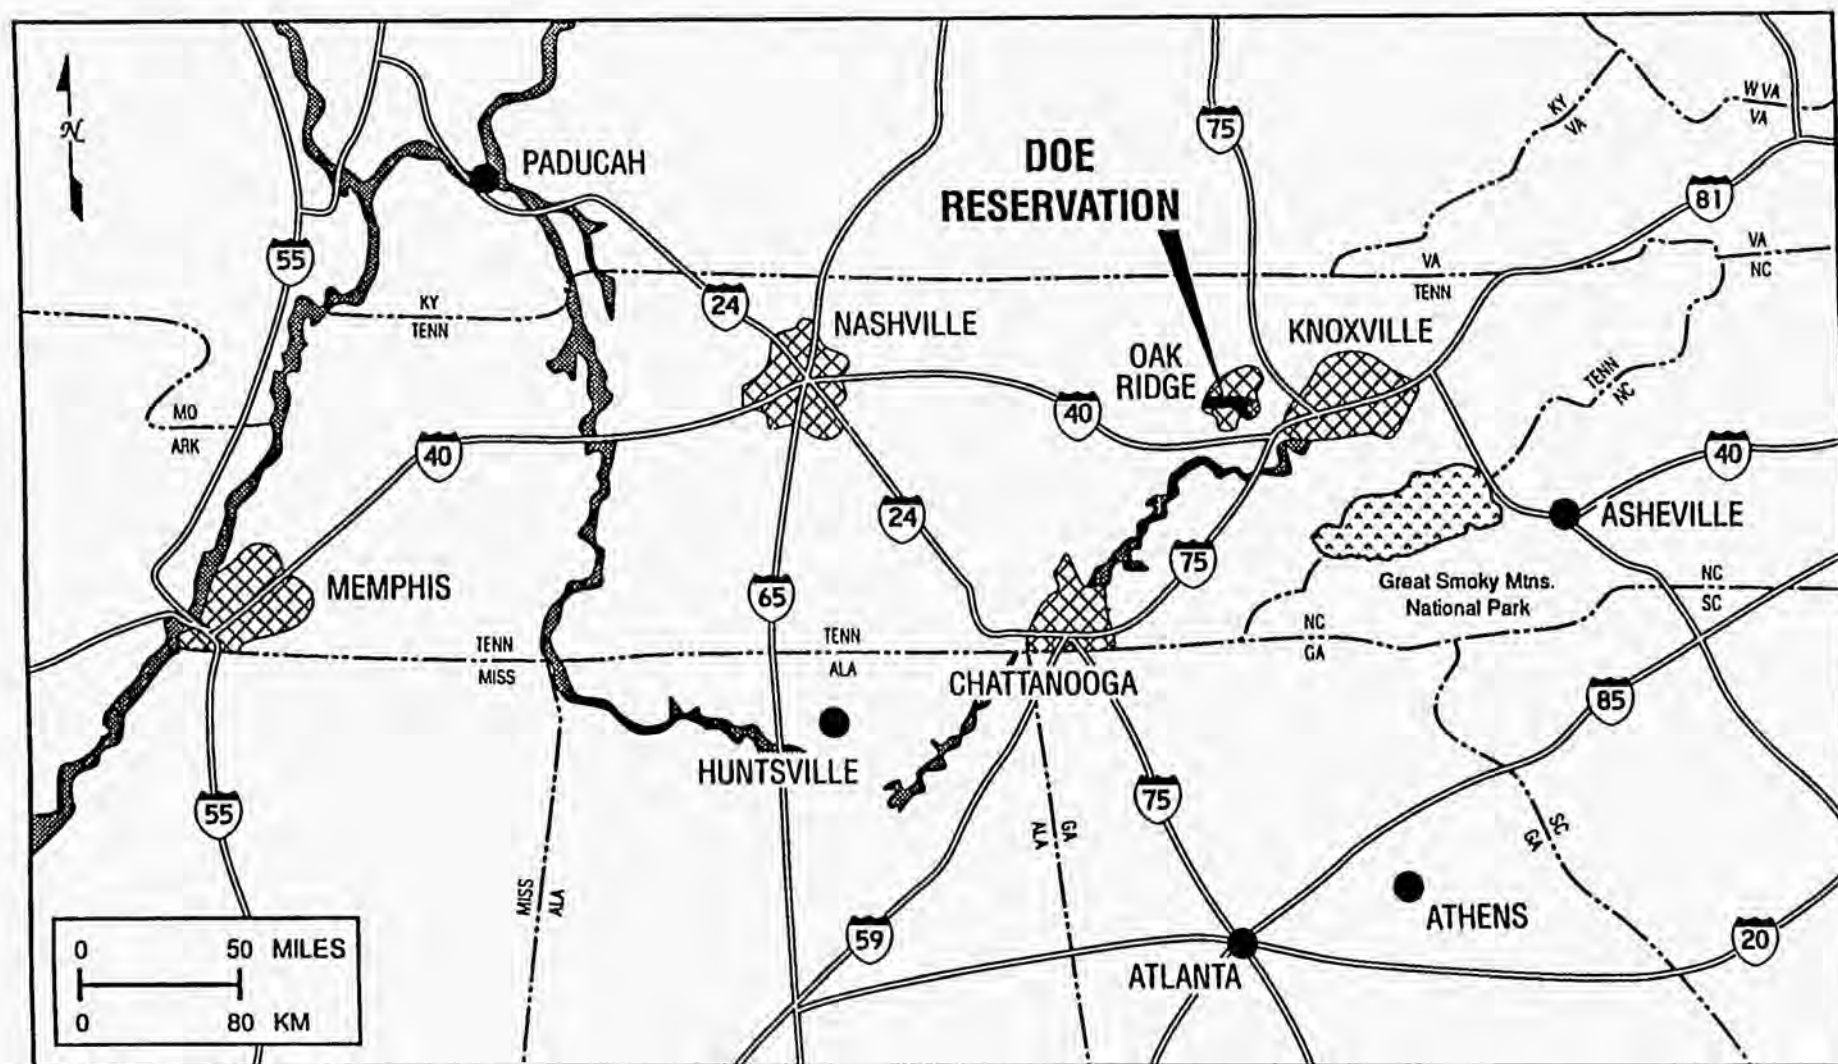 N
PADUCAH
DOE
RESERVATION
75
KY
VA
W VA
VA
81
55
VA
NC
VA
TENN
KY
TENN
24
NASHVILLE
KNOXVILLE
OAK
RIDGE
MO
ARK
40
40
TENN
NC
40
24
ASHEVILLE
75
MEMPHIS
65
Great Smoky Mtns.
National Park
NC
SC
TENN
MISS
TENN
ALA
NC
GA
CHATTANOOGA
85
HUNTSVILLE
55
75
GA
ALA
SC
GA
MISS
ALA
59
ATHENS
20
ATLANTA
0 50 MILES
0 80 KM